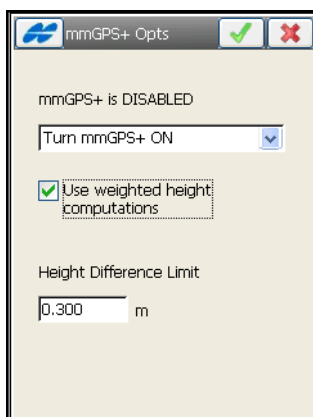 mmGPS+ Opts
mmGPS+ is DISABLED
Turn mmGPS+ ON
Use weighted height
computations
Height Difference Limit
0.300 m